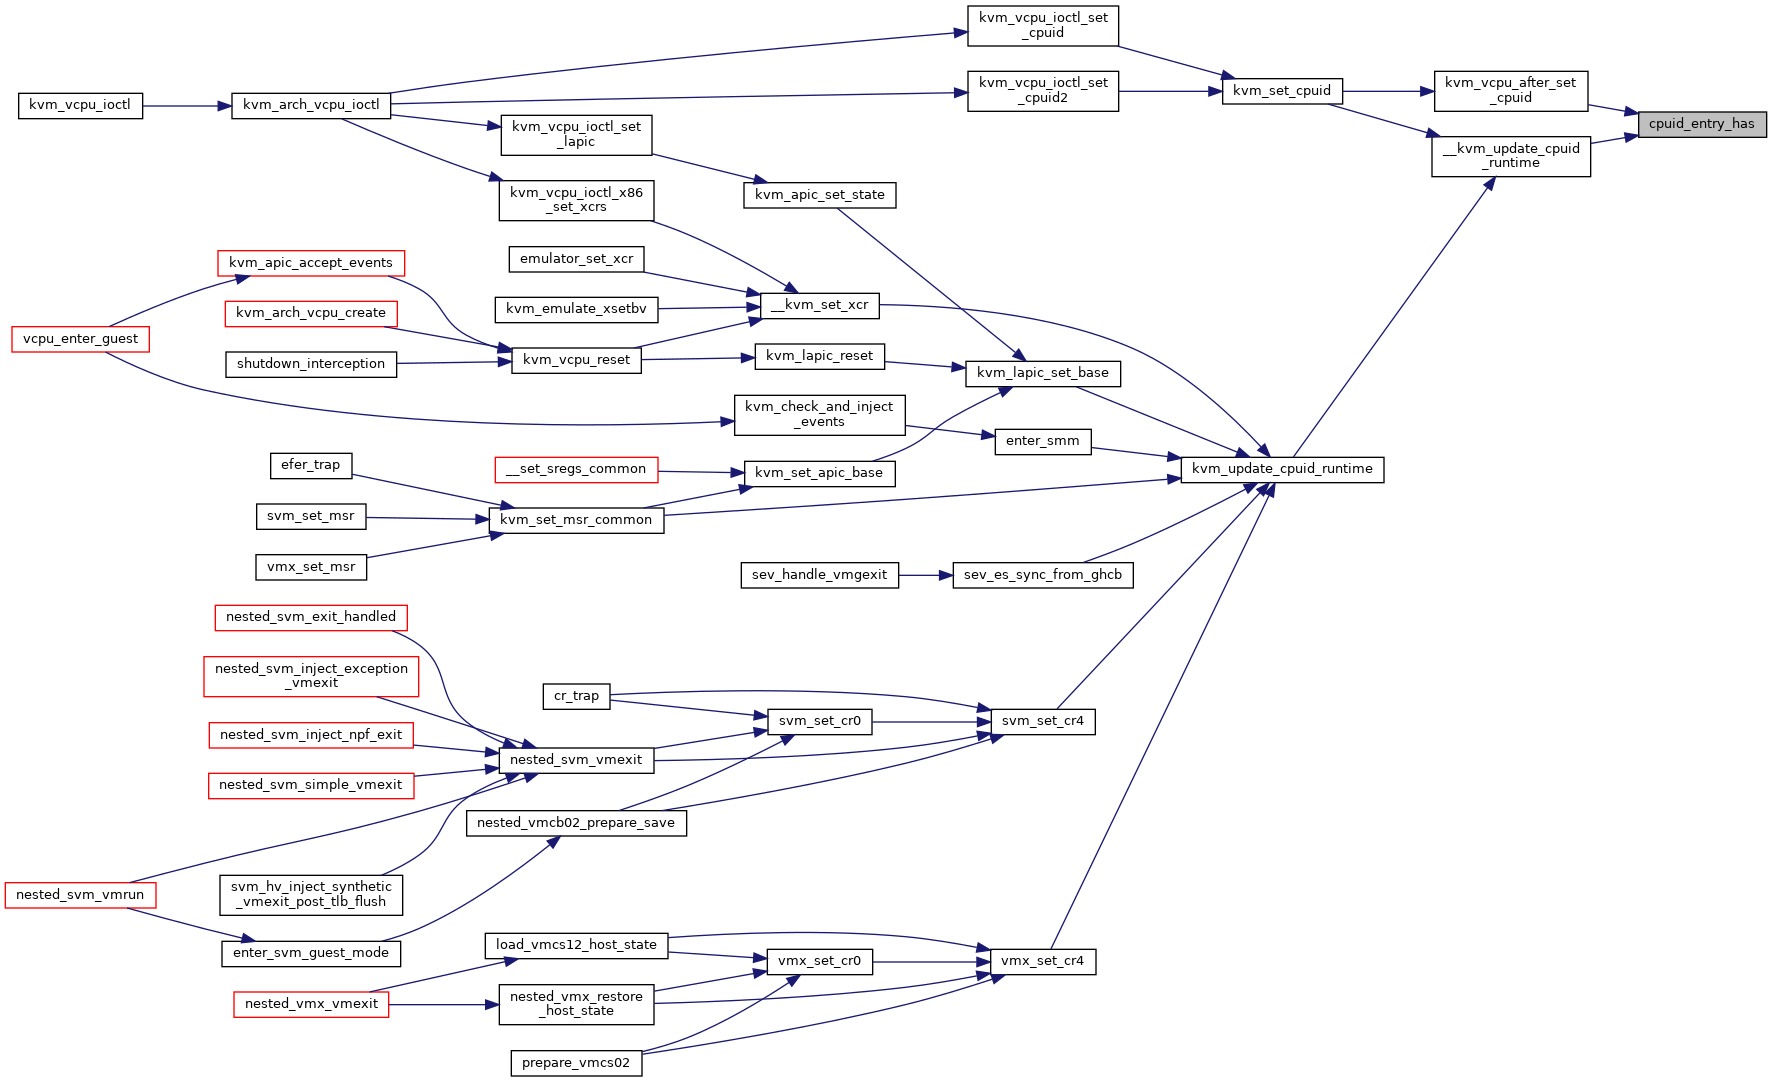 kvm_vcpu_ioctl_set
_cpuid
kvm_vcpu_ioctl
kvm_arch_vcpu_ioctl
kvm_vcpu_ioctl_set
_cpuid2
kvm_set_cpuid
kvm_vcpu_after_set
_cpuid
cpuid_entry_has
kvm_vcpu_ioctl_set
_lapic
__kvm_update_cpuid
_runtime
kvm_vcpu_ioctl_x86
_set_xcrs
kvm_apic_set_state
emulator_set_xcr
kvm_apic_accept_events
kvm_arch_vcpu_create
kvm_emulate_xsetbv
__kvm_set_xcr
vcpu_enter_guest
shutdown_interception
kvm_vcpu_reset
kvm_lapic_reset
kvm_lapic_set_base
kvm_check_and_inject
_events
enter_smm
efer_trap
__set_sregs_common
kvm_set_apic_base
kvm_update_cpuid_runtime
svm_set_msr
kvm_set_msr_common
vmx_set_msr
sev_handle_vmgexit
sev_es_sync_from_ghcb
nested_svm_exit_handled
nested_svm_inject_exception
_vmexit
cr_trap
svm_set_cr0
svm_set_cr4
nested_svm_inject_npf_exit
nested_svm_vmexit
nested_svm_simple_vmexit
nested_vmcb02_prepare_save
nested_svm_vmrun
svm_hv_inject_synthetic
_vmexit_post_tlb_flush
enter_svm_guest_mode
load_vmcs12_host_state
vmx_set_cr0
vmx_set_cr4
nested_vmx_vmexit
nested_vmx_restore
_host_state
prepare_vmcs02